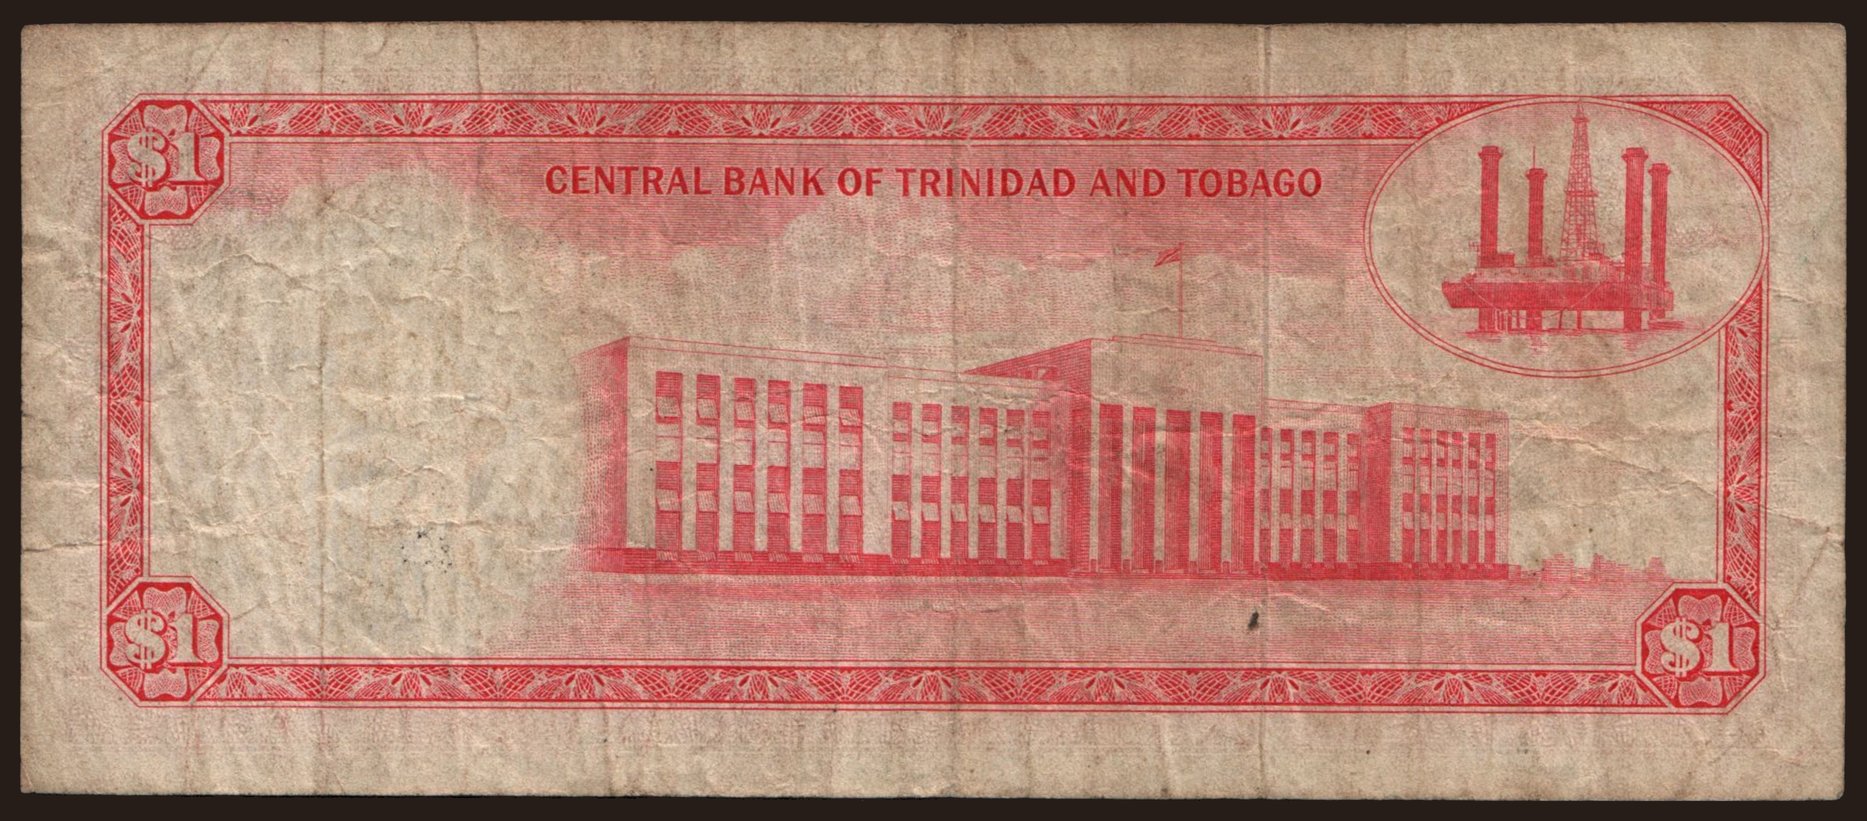 $1
CENTRAL BANK OF TRINIDAD AND TOBAGO
$1
$1